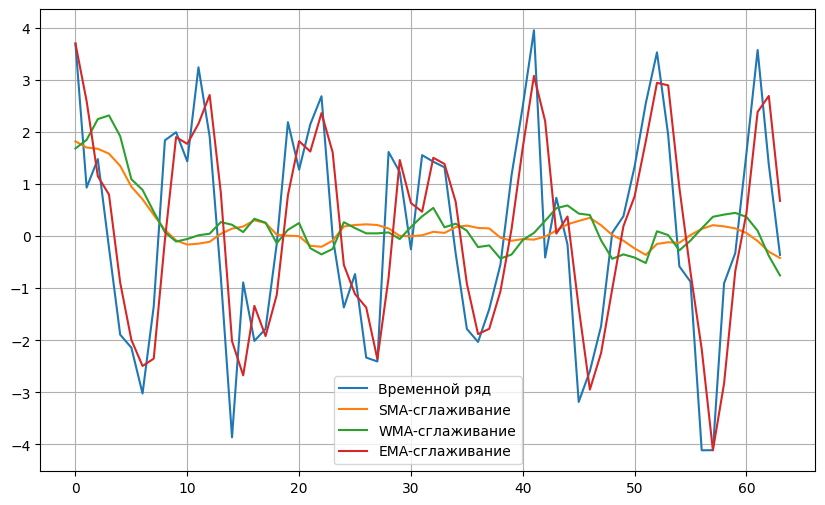 4
3
2
1
0
−1
−2
−3
−4
Временной ряд
SMA-сглаживание
WMA-сглаживание
EMA-сглаживание
0 10 20 30 40 50 60